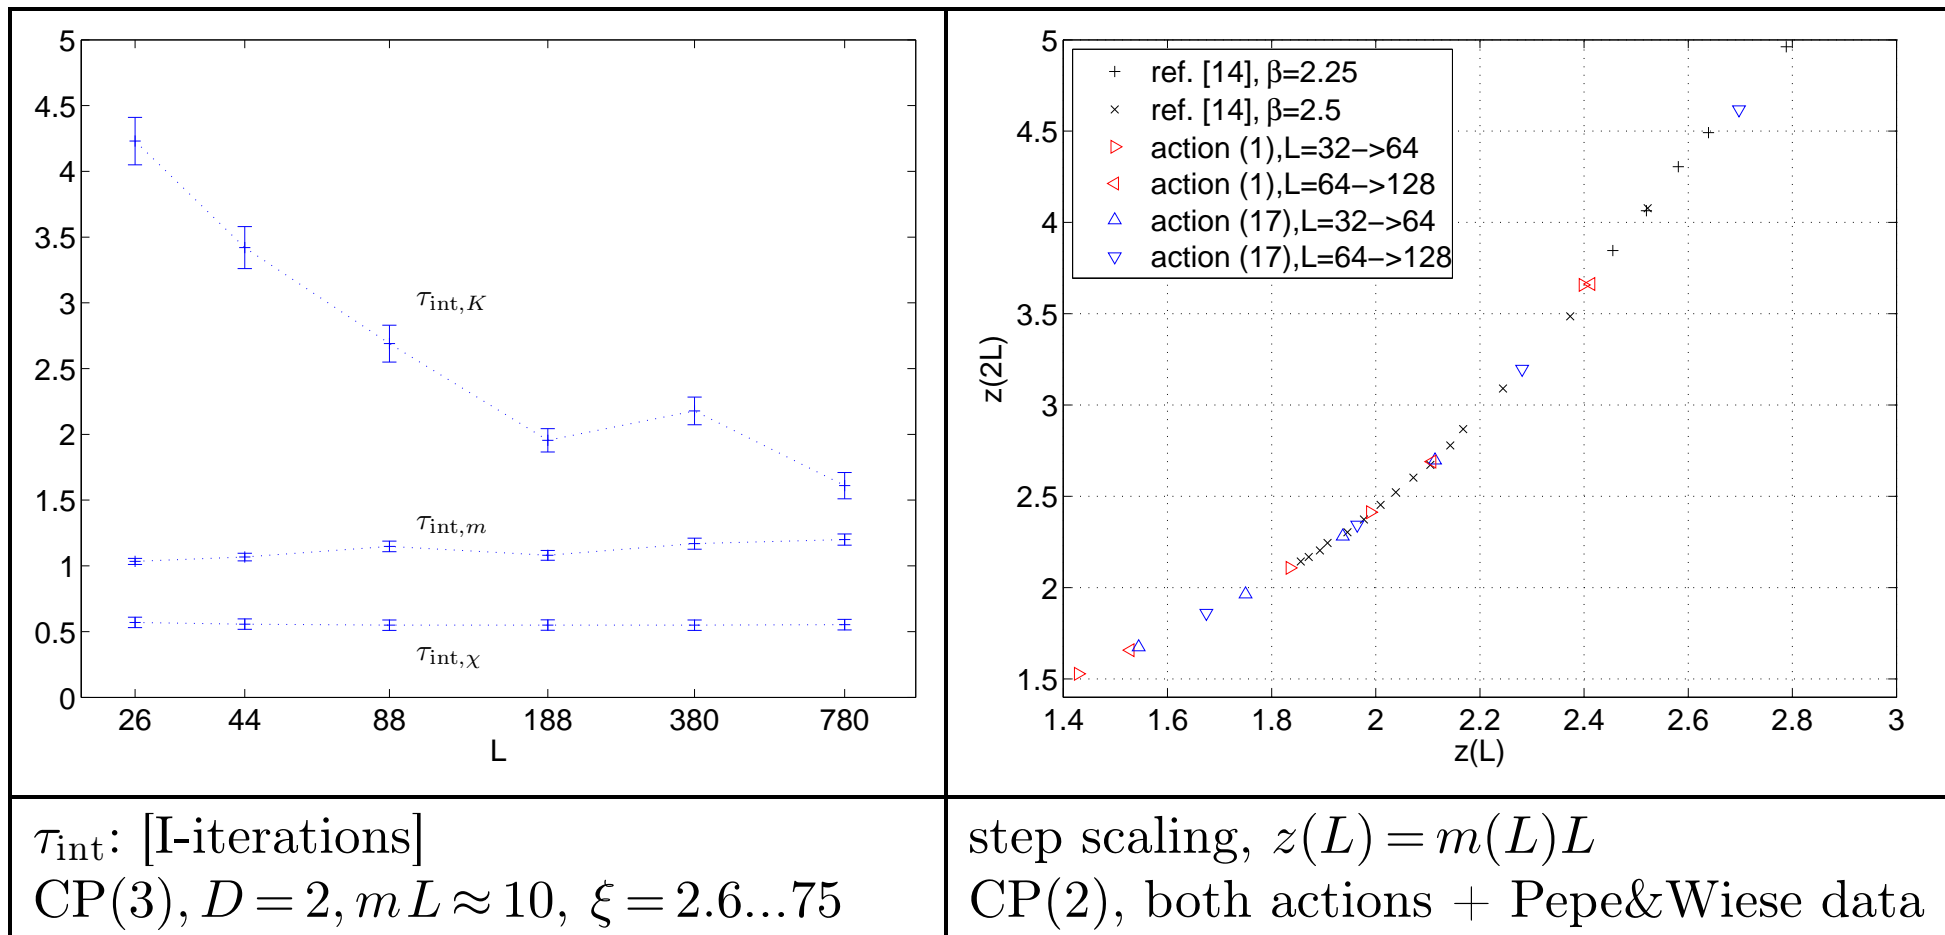 5
4.5
4
3.5
3
2.5
2
1.5
1
0.5
0
τint,K
τint,m
τint,χ
26 44 88 188 380 780
L
5
4.5
4
3.5
3
2.5
2
1.5
z(2L)
ref. [14], β=2.25
ref. [14], β=2.5
action (1),L=32−>64
action (1),L=64−>128
action (17),L=32−>64
action (17),L=64−>128
1.4 1.6 1.8 2 2.2 2.4 2.6 2.8 3
z(L)
τint: [I-iterations]
CP(3), D = 2, m L ≈ 10, ξ = 2.6...75
step scaling, z(L) = m(L)L
CP(2), both actions + Pepe&Wiese data